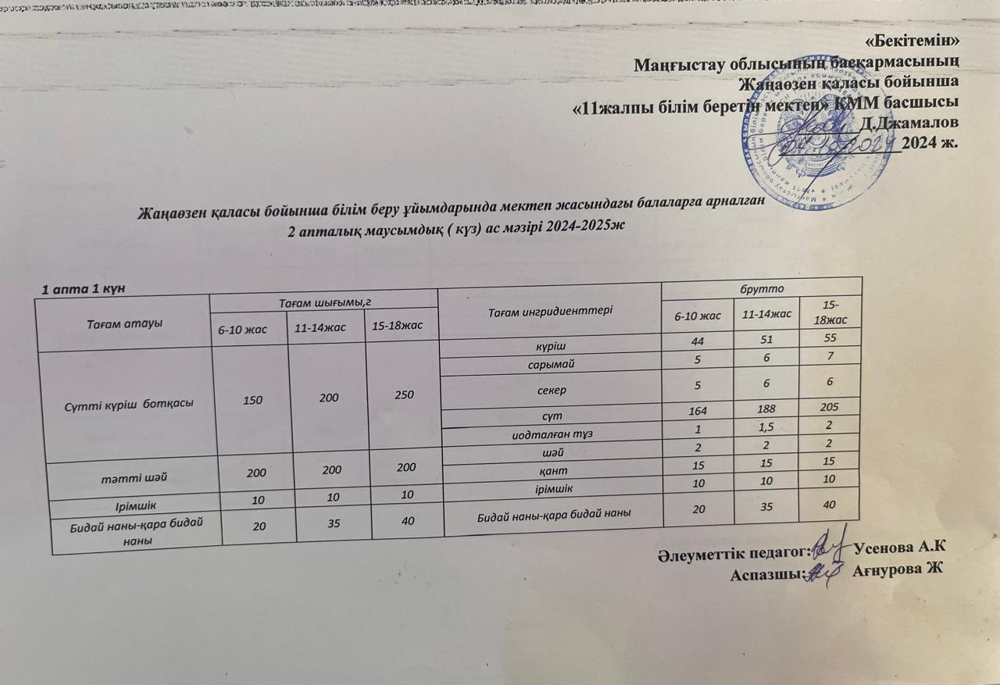 «Бекітемін»
Маңғыстау облысының басқармасының
Жаңаөзен қаласы бойынша
«11жалпы білім беретін мектеп» КММ басшысы
Д.Джамалов
2024 ж.
Жаңаөзен қаласы бойынша білім беру ұйымдарында мектеп жасындағы балаларға арналған
2 апталық маусымдық ( күз) ас мәзірі 2024-2025ж
1 апта 1 күн
Тағам атауы Тағам шығымы,г Тағам ингридиенттері брутто
6-10 жас 11-14жас 15-18жас 6-10 жас 11-14жас 15-18жас
Сүтті күріш ботқасы 150 200 250 күріш 44 51 55
сарымай 5 6 7
секер 5 6 6
сүт 164 188 205
иодталған тұз 1 1,5 2
тәтті шәй 200 200 200 шәй 2 2 2
қант 15 15 15
Ірімшік 10 10 10 ірімшік 10 10 10
Бидай наны-қара бидай наны 20 35 40 Бидай наны-қара бидай наны 20 35 40
Әлеуметтік педагог: Усенова А.К
Аспазшы: Ағнурова Ж